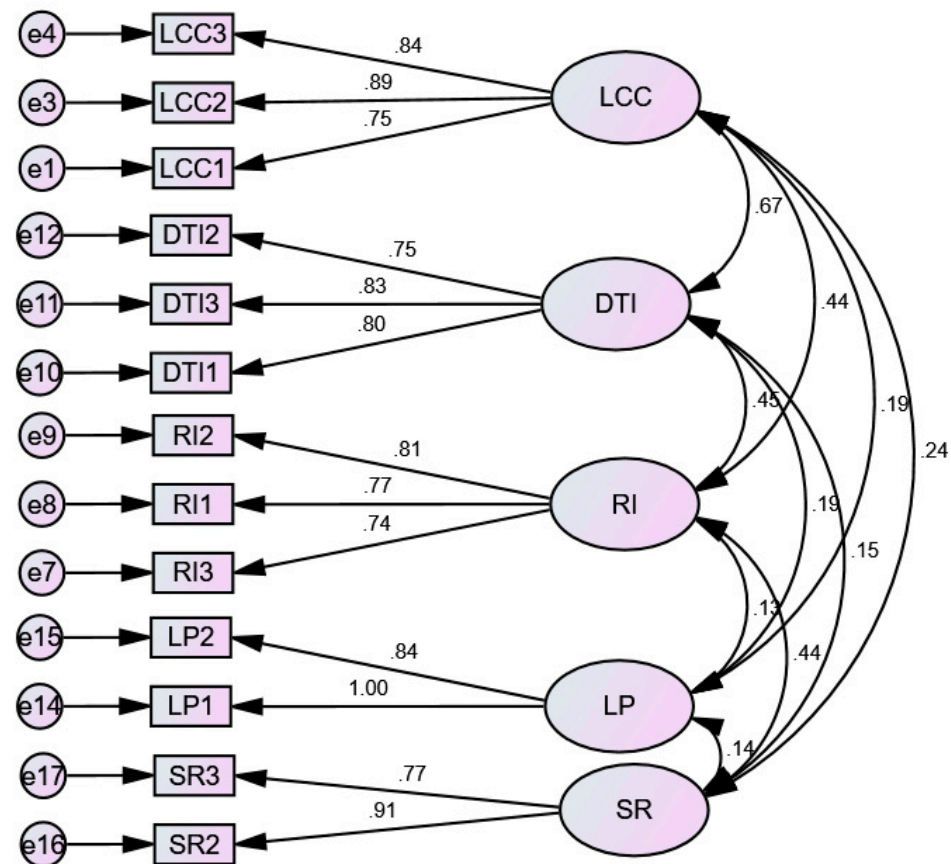 e4
LCC3
.84
LCC
e3
LCC2
.89
e1
LCC1
.75
.67
e12
DTI2
.75
DTI
e11
DTI3
.83
.44
e10
DTI1
.80
.19
.45
e9
RI2
.81
.24
RI
e8
RI1
.77
.19
e7
RI3
.74
.15
.13
e15
LP2
.84
.44
LP
e14
LP1
1.00
.14
e17
SR3
.77
SR
e16
SR2
.91